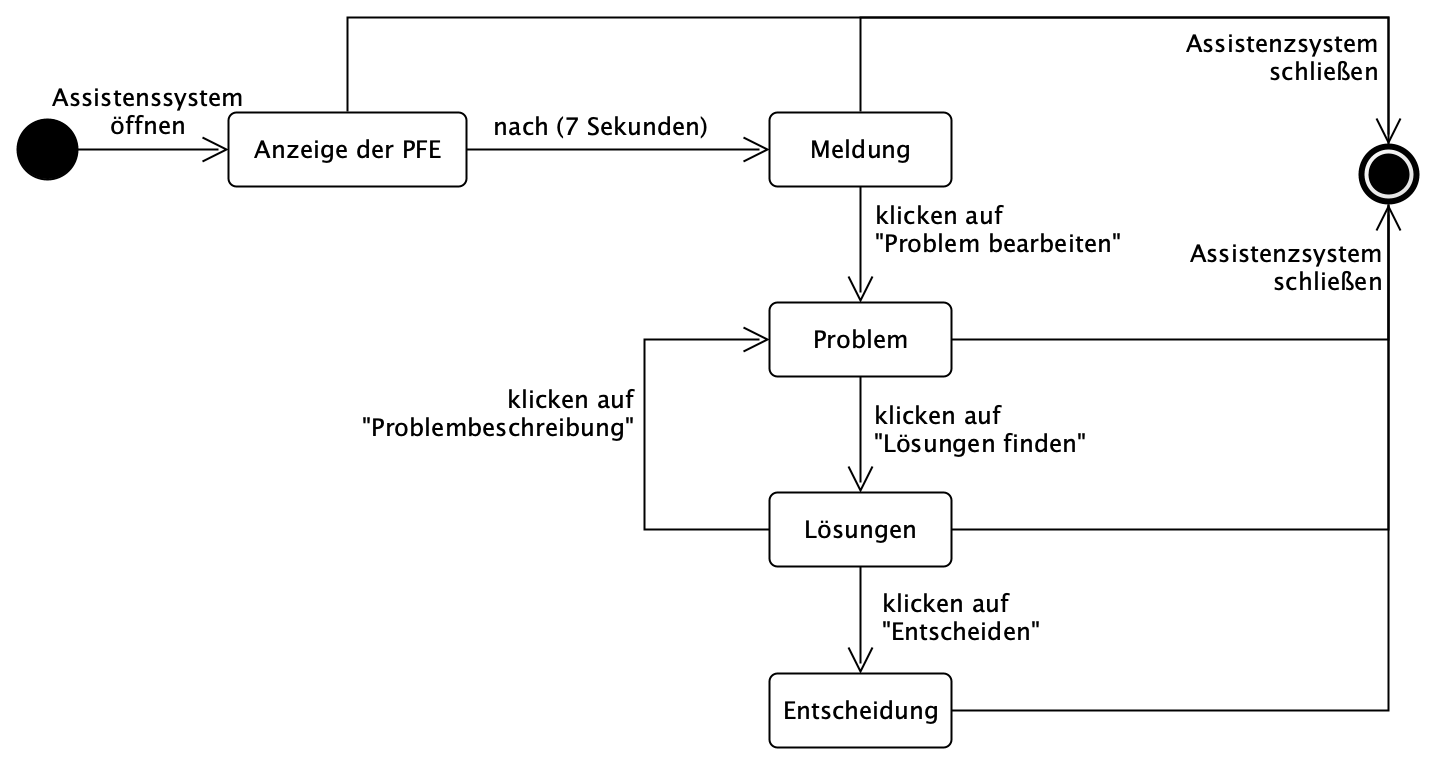 Assistenzsystem
schließen
Assistenssystem
öffnen
nach (7 Sekunden)
Anzeige der PFE
Meldung
klicken auf
"Problem bearbeiten"
Assistenzsystem
schließen
Problem
klicken auf
"Problembeschreibung"
klicken auf
"Lösungen finden"
Lösungen
klicken auf
"Entscheiden"
Entscheidung